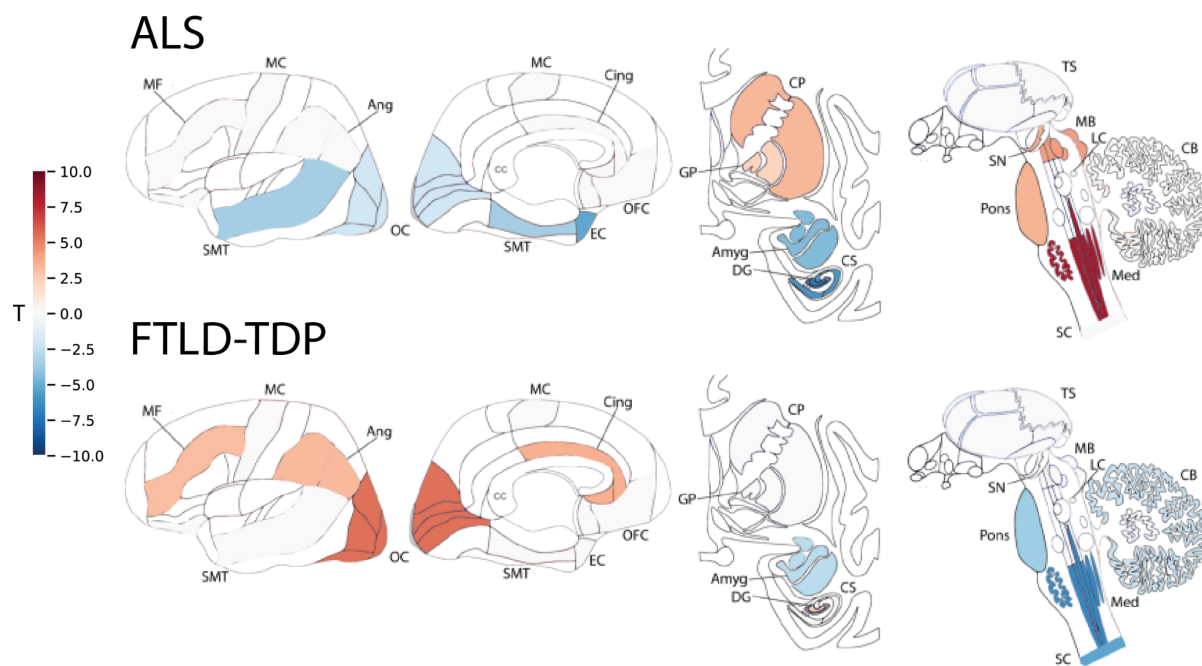 ALS
MF
MC
Ang
SMT
OC
MC
Cing
CC
SMT
EC
OFC
CP
GP
Amyg
DG
CS
TS
MB
LC
SN
CB
Pons
Med
SC
T
10.0
7.5
5.0
2.5
0.0
−2.5
−5.0
−7.5
−10.0
FTLD-TDP
MF
MC
Ang
SMT
OC
MC
Cing
CC
SMT
EC
OFC
CP
GP
Amyg
DG
CS
TS
MB
LC
SN
CB
Pons
Med
SC